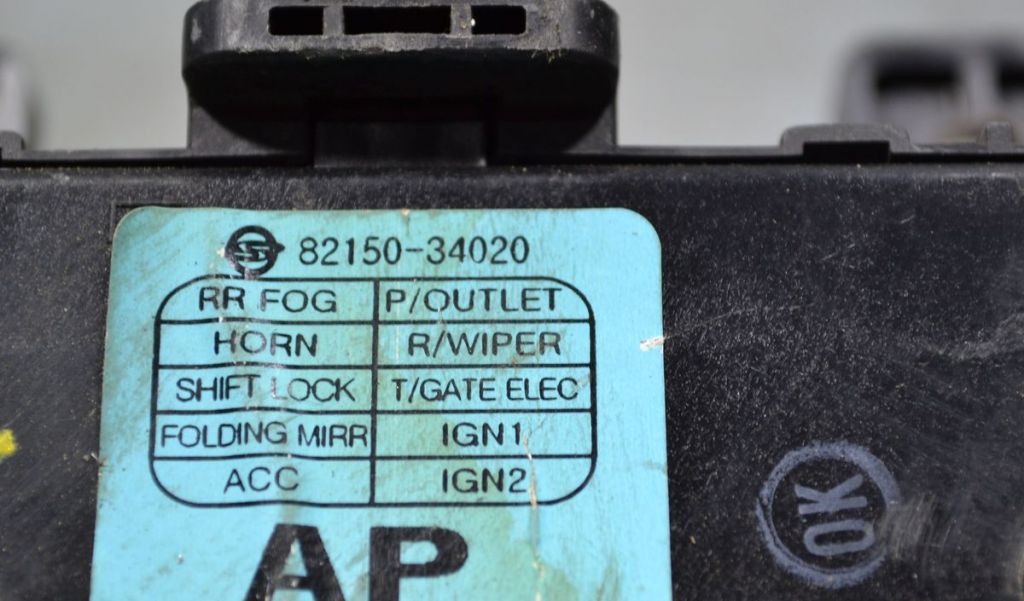 82150-34020
RR FOG P/OUTLET
HORN R/WIPER
SHIFT LOCK T/GATE ELEC
FOLDING MIRR IGN1
ACC IGN2
AP
OK